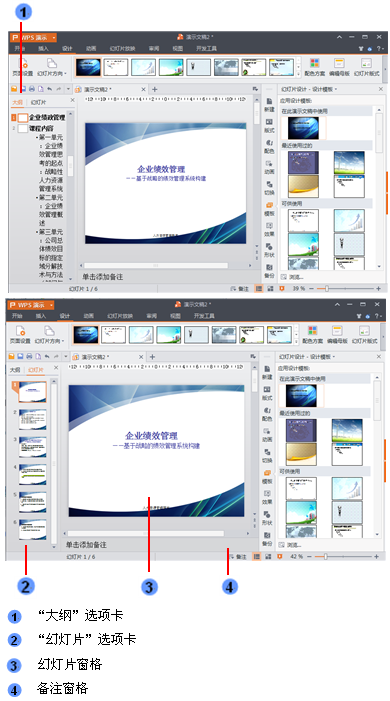 1
WPS 演示
演示文稿2 *
开始 插入 设计 动画 幻灯片放映 审阅 视图 开发工具
页面设置 幻灯片方向 配色方案 编辑母版 幻灯片版式
演示文稿2 *
大纲 幻灯片
幻灯片设计 - 设计模板
应用设计模板:
在此演示文稿中使用
最近使用过的
可供使用
1 企业绩效管理
2 课程内容
• 第一单元：企业绩效管理思考的起点：战略性人力资源管理系统
• 第二单元：企业绩效管理概述
• 第三单元：公司总体绩效目标的指定
域分解技术与方法
企业绩效管理
——基于战略的绩效管理系统构建
新建
版式
配色
动画
切换
模板
效果
形状
备份
单击添加备注
浏览...
幻灯片 1 / 6
备注
39 %
WPS 演示
演示文稿2 *
开始 插入 设计 动画 幻灯片放映 审阅 视图 开发工具
页面设置 幻灯片方向 配色方案 编辑母版 幻灯片版式
演示文稿2 *
大纲 幻灯片
幻灯片设计 - 设计模板
应用设计模板:
在此演示文稿中使用
最近使用过的
可供使用
1
2
3
4
5
6
企业绩效管理
——基于战略的绩效管理系统构建
新建
版式
配色
动画
切换
模板
效果
形状
备份
单击添加备注
浏览...
幻灯片 1 / 6
备注
42 %
2 3 4
1 “大纲”选项卡
2 “幻灯片”选项卡
3 幻灯片窗格
4 备注窗格